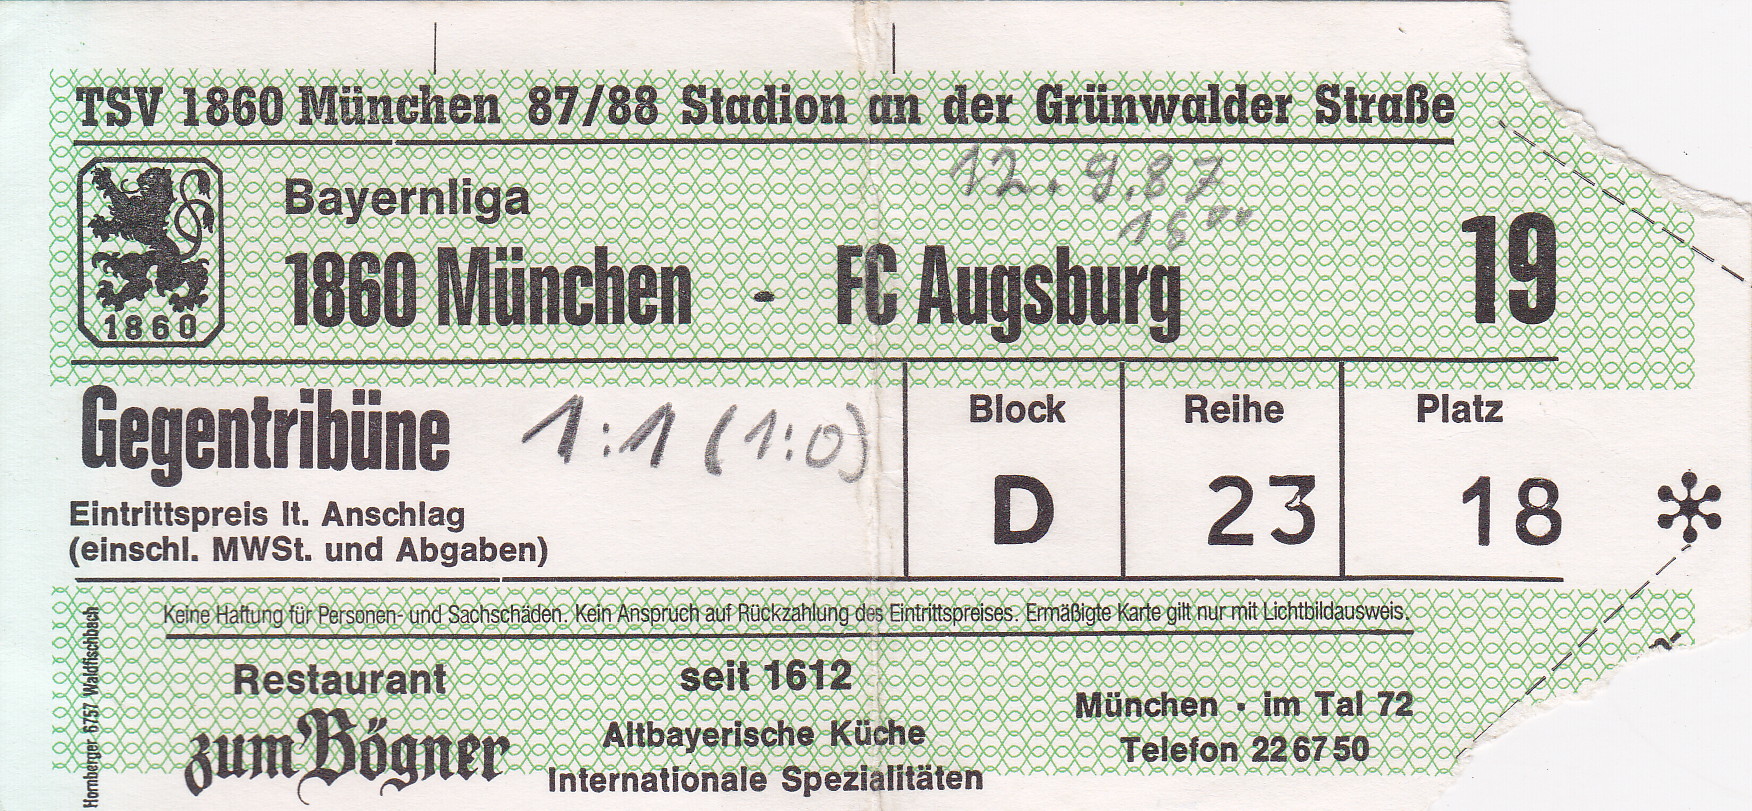 TSV 1860 München 87/88 Stadion an der Grünwalder Straße
12.9.87
15⁰⁰
Bayernliga
1860 München - FC Augsburg
19
1860
Gegentribüne
1:1 (1:0)
Eintrittspreis lt. Anschlag
(einschl. MWSt. und Abgaben)
Block
D
Reihe
23
Platz
18
Keine Haftung für Personen- und Sachschäden. Kein Anspruch auf Rückzahlung des Eintrittspreises. Ermäßigte Karte gilt nur mit Lichtbildausweis.
Hornberger 6757 Waldfischbach
Restaurant
zum Bögner
seit 1612
Altbayerische Küche
Internationale Spezialitäten
München · im Tal 72
Telefon 22 67 50